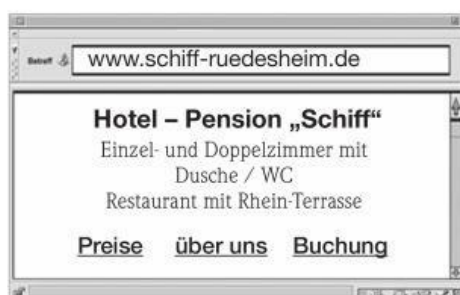 Betreff www.schiff-ruedesheim.de
Hotel – Pension „Schiff“
Einzel- und Doppelzimmer mit
Dusche / WC
Restaurant mit Rhein-Terrasse
Preise über uns Buchung